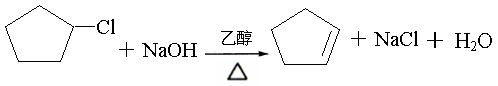 Cl + NaOH 乙醇 △ + NaCl + H₂O